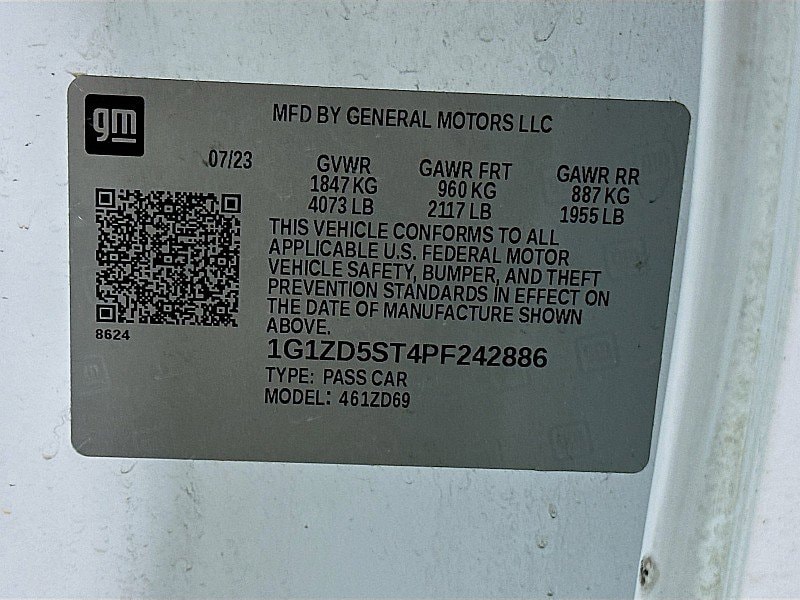 gm
MFD BY GENERAL MOTORS LLC
07/23 GVWR GAWR FRT GAWR RR
1847 KG 960 KG 887 KG
4073 LB 2117 LB 1955 LB
THIS VEHICLE CONFORMS TO ALL
APPLICABLE U.S. FEDERAL MOTOR
VEHICLE SAFETY, BUMPER, AND THEFT
PREVENTION STANDARDS IN EFFECT ON
THE DATE OF MANUFACTURE SHOWN
ABOVE.
8624
1G1ZD5ST4PF242886
TYPE: PASS CAR
MODEL: 461ZD69